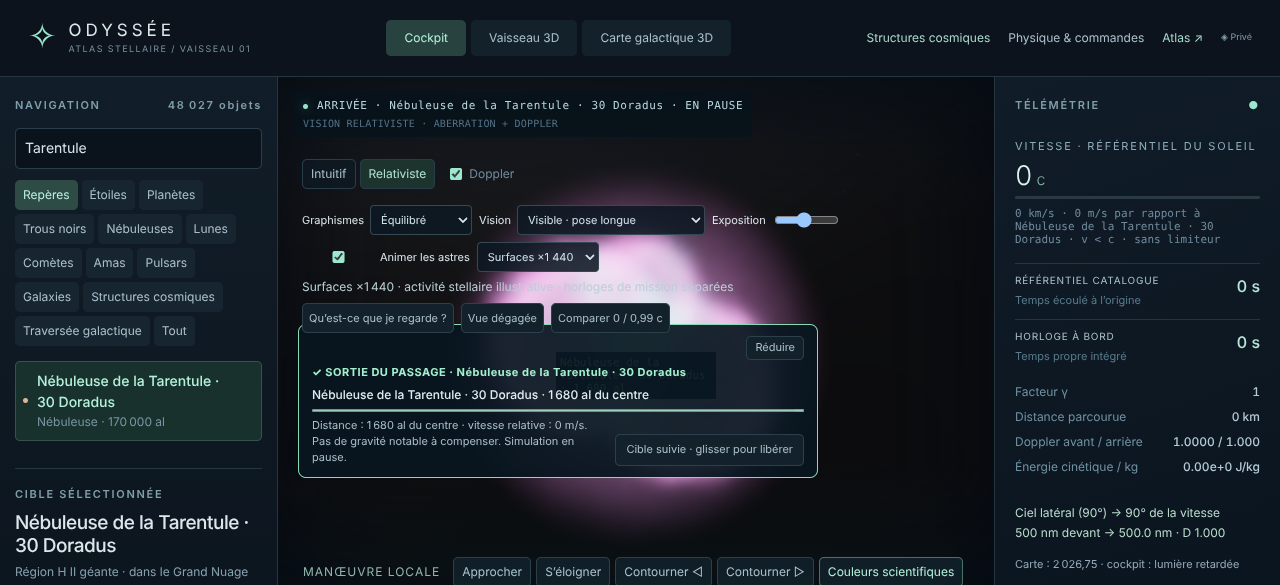 ODYSSÉE
ATLAS STELLAIRE / VAISSEAU 01
Cockpit
Vaisseau 3D
Carte galactique 3D
Structures cosmiques
Physique & commandes
Atlas ↗
◈ Privé
NAVIGATION
48 027 objets
Tarentule
Repères
Étoiles
Planètes
Trous noirs
Nébuleuses
Lunes
Comètes
Amas
Pulsars
Galaxies
Structures cosmiques
Traversée galactique
Tout
Nébuleuse de la Tarentule ·
30 Doradus
Nébuleuse · 170 000 al
CIBLE SÉLECTIONNÉE
Nébuleuse de la Tarentule ·
30 Doradus
Région H II géante · dans le Grand Nuage
● ARRIVÉE · Nébuleuse de la Tarentule · 30 Doradus · EN PAUSE
VISION RELATIVISTE · ABERRATION + DOPPLER
Intuitif
Relativiste
Doppler
Graphismes
Équilibré
Vision
Visible · pose longue
Exposition
Animer les astres
Surfaces ×1 440
Surfaces ×1 440 · activité stellaire illustrative · horloges de mission séparées
Qu’est-ce que je regarde ?
Vue dégagée
Comparer 0 / 0,99 c
Réduire
✓ SORTIE DU PASSAGE · Nébuleuse de la Tarentule · 30 Doradus
Nébuleuse de la Tarentule · 30 Doradus · 1 680 al du centre
Distance : 1 680 al du centre · vitesse relative : 0 m/s.
Pas de gravité notable à compenser. Simulation en
pause.
Cible suivie · glisser pour libérer
MANŒUVRE LOCALE
Approcher
S’éloigner
Contourner ◁
Contourner ▷
Couleurs scientifiques
TÉLÉMÉTRIE
VITESSE · RÉFÉRENTIEL DU SOLEIL
0 c
0 km/s · 0 m/s par rapport à
Nébuleuse de la Tarentule · 30
Doradus · v < c · sans limiteur
RÉFÉRENTIEL CATALOGUE
Temps écoulé à l’origine
0 s
HORLOGE À BORD
Temps propre intégré
0 s
Facteur γ
1
Distance parcourue
0 km
Doppler avant / arrière
1.0000 / 1.000
Énergie cinétique / kg
0.00e+0 J/kg
Ciel latéral (90°) → 90° de la vitesse
500 nm devant → 500.0 nm · D 1.000
Carte : 2 026,75 · cockpit : lumière retardée